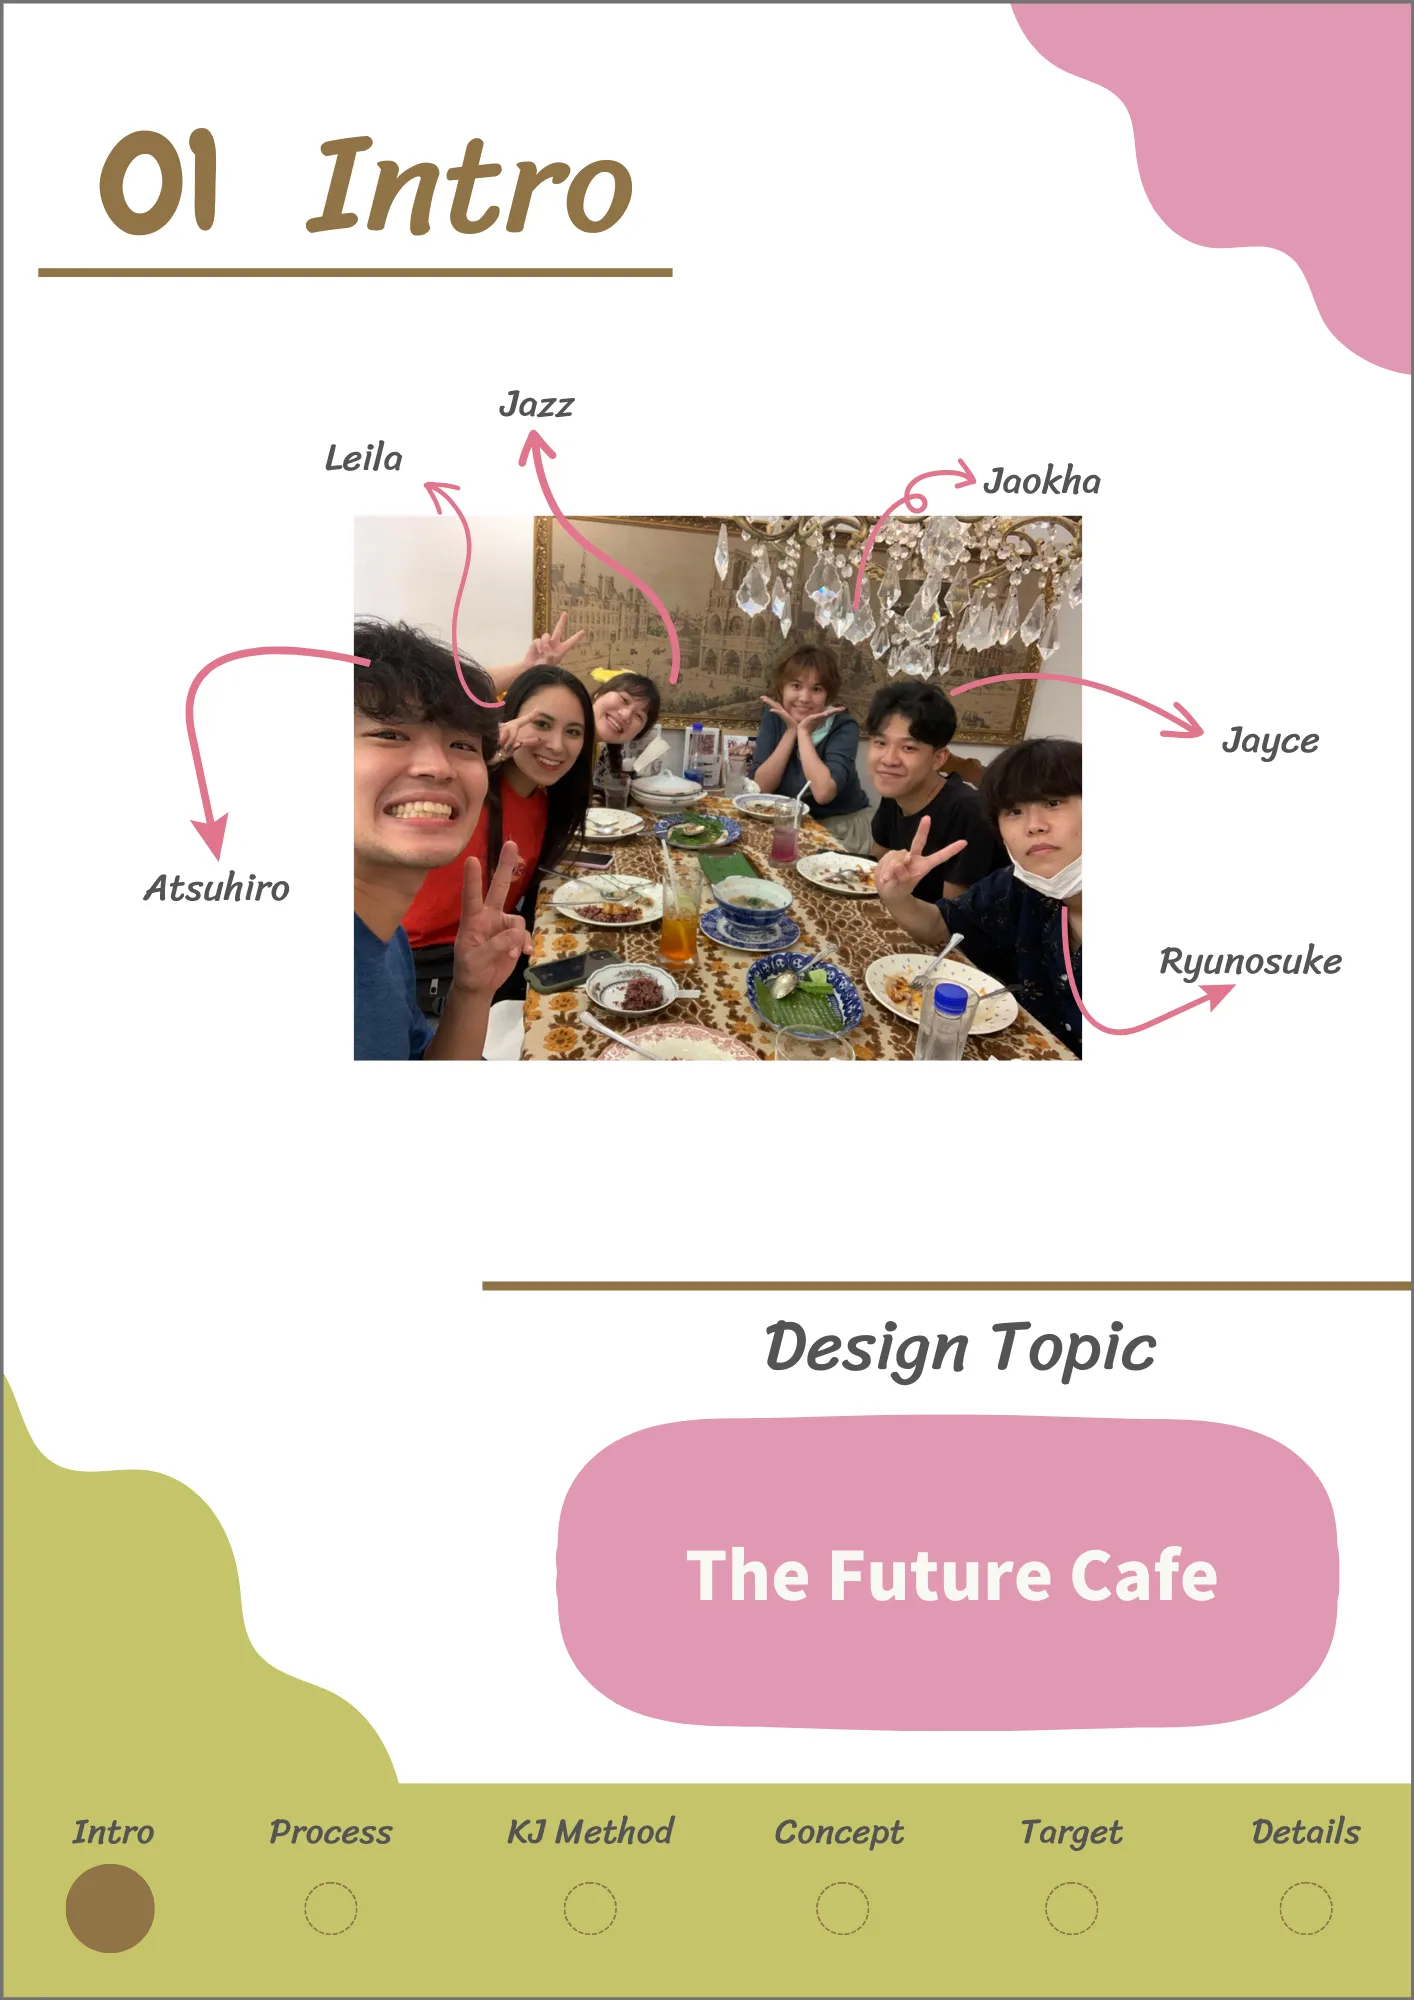 01 Intro
Jazz
Leila
Jaokha
Jayce
Atsuhiro
Ryunosuke
Design Topic
The Future Cafe
Intro
Process
KJ Method
Concept
Target
Details